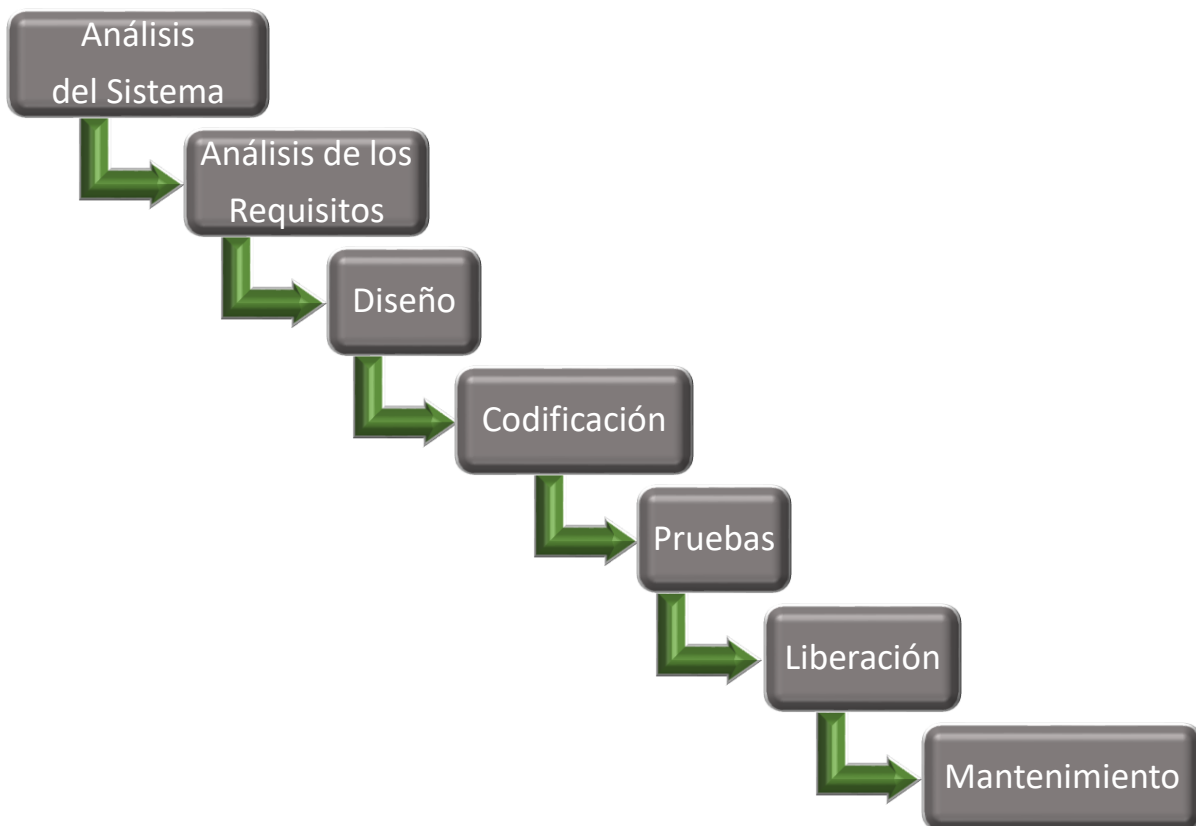 Análisis
del Sistema
Análisis de los
Requisitos
Diseño
Codificación
Pruebas
Liberación
Mantenimiento